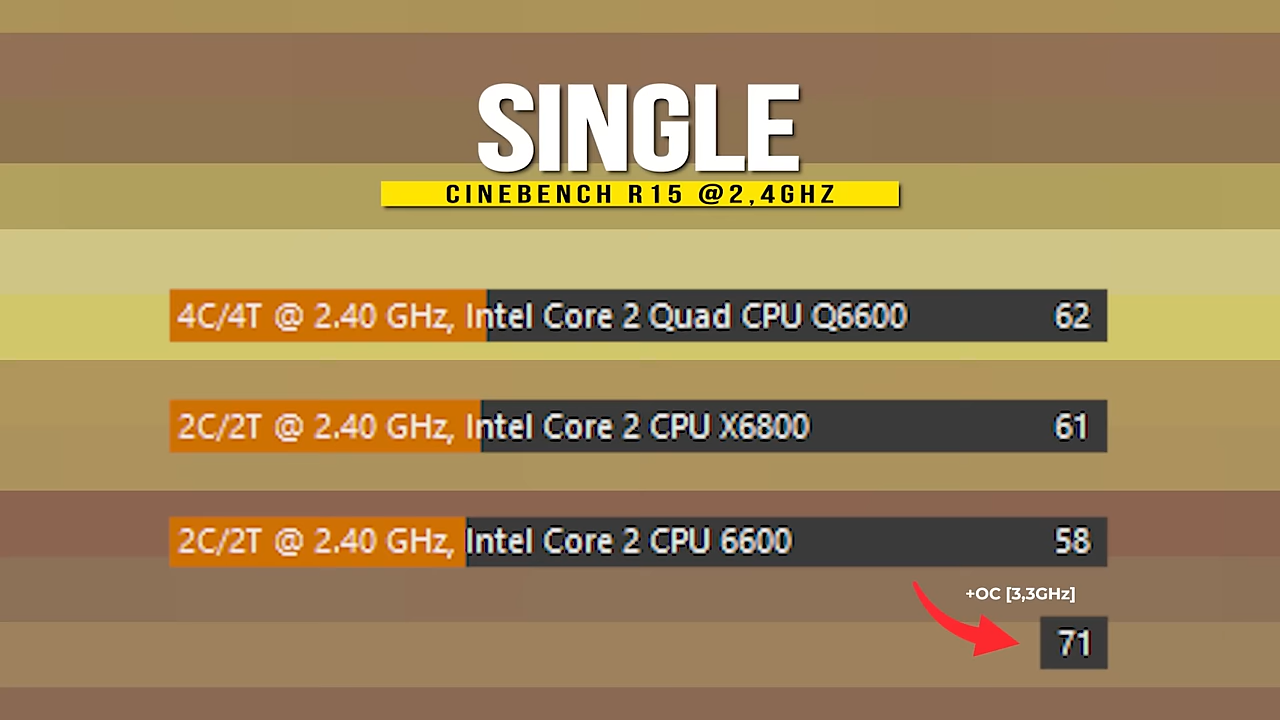 SINGLE
CINEBENCH R15 @2,4GHZ
4C/4T @ 2.40 GHz, Intel Core 2 Quad CPU Q6600 62
2C/2T @ 2.40 GHz, Intel Core 2 CPU X6800 61
2C/2T @ 2.40 GHz, Intel Core 2 CPU 6600 58
+OC [3,3GHz]
71